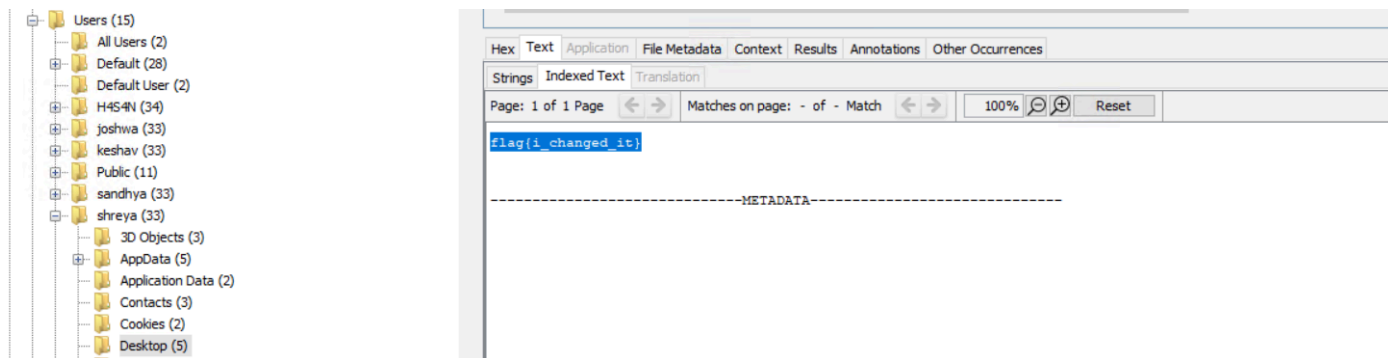 Users (15)
All Users (2)
Default (28)
Default User (2)
H4S4N (34)
joshwa (33)
keshav (33)
Public (11)
sandhya (33)
shreya (33)
3D Objects (3)
AppData (5)
Application Data (2)
Contacts (3)
Cookies (2)
Desktop (5)
Hex Text Application File Metadata Context Results Annotations Other Occurrences
Strings Indexed Text Translation
Page: 1 of 1 Page Matches on page: - of - Match 100% Reset
flag{i_changed_it}
------------------------------METADATA------------------------------